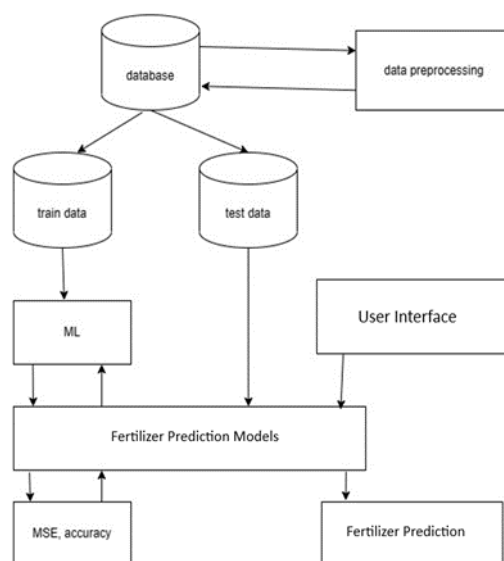 database
data preprocessing
train data
test data
ML
User Interface
Fertilizer Prediction Models
MSE, accuracy
Fertilizer Prediction